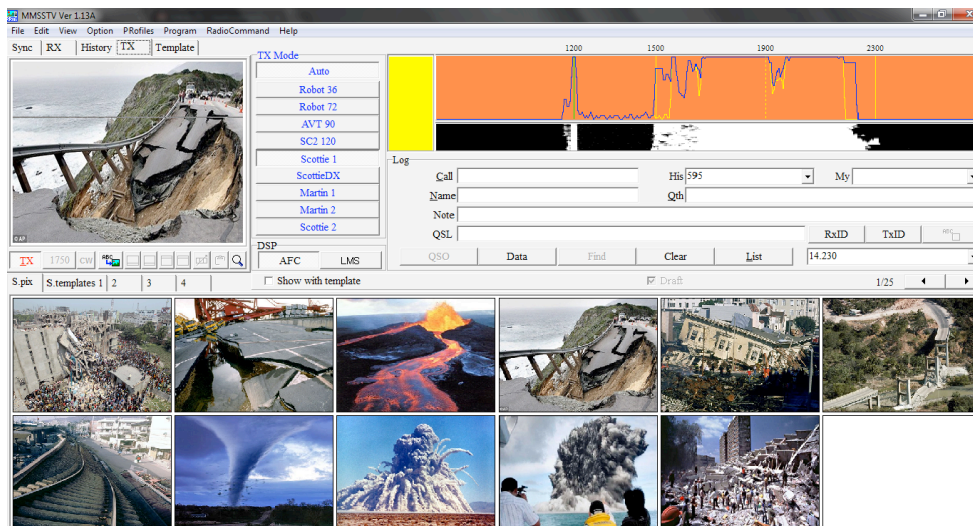 MMSSTV Ver 1.13A
File Edit View Option PRofiles Program RadioCommand Help
Sync RX History TX Template
TX Mode
Auto
Robot 36
Robot 72
AVT 90
SC2 120
Scottie 1
ScottieDX
Martin 1
Martin 2
Scottie 2
DSP
AFC LMS
1200 1500 1900 2300
Log
Call His 595 My
Name Qth
Note
QSL RxID TxID ABC
QSO Data Find Clear List 14.230
©AP
TX 1750 CW ABC
S.pix S.templates 1 2 3 4 Show with template Draft 1/25